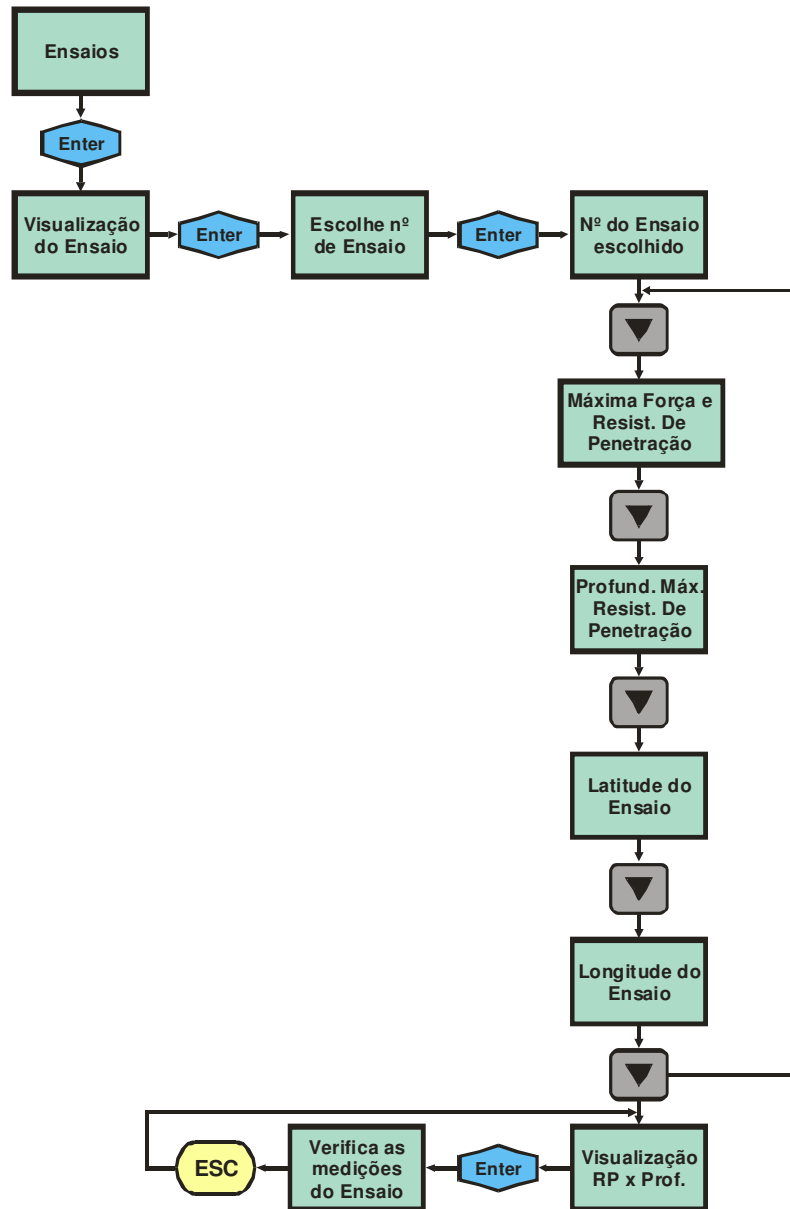 Ensaios
Enter
Visualização
do Ensaio
Enter
Escolhe nº
de Ensaio
Enter
Nº do Ensaio
escolhido
Máxima Força e
Resist. De
Penetração
Profund. Máx.
Resist. De
Penetração
Latitude do
Ensaio
Longitude do
Ensaio
Visualização
RP x Prof.
Enter
Verifica as
medições
do Ensaio
ESC